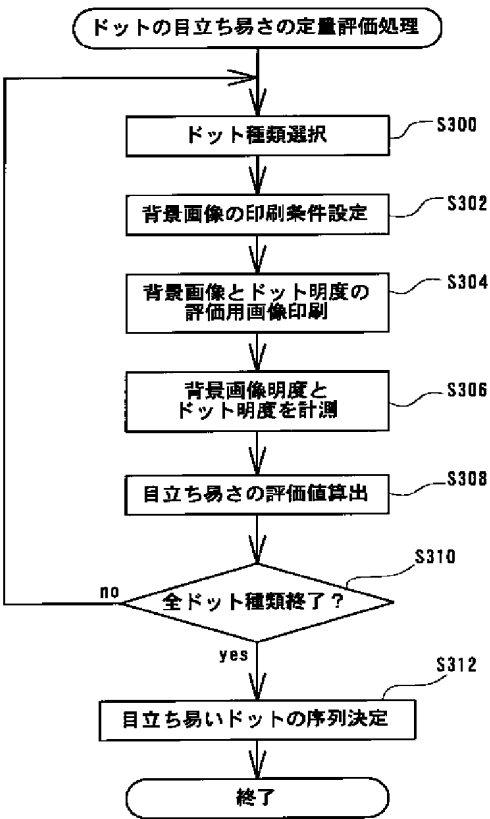 ドットの目立ち易さの定量評価処理
ドット種類選択
S300
背景画像の印刷条件設定
S302
背景画像とドット明度の
評価用画像印刷
S304
背景画像明度と
ドット明度を計測
S306
目立ち易さの評価値算出
S308
全ドット種類終了？
S310
no
yes
目立ち易いドットの序列決定
S312
終了